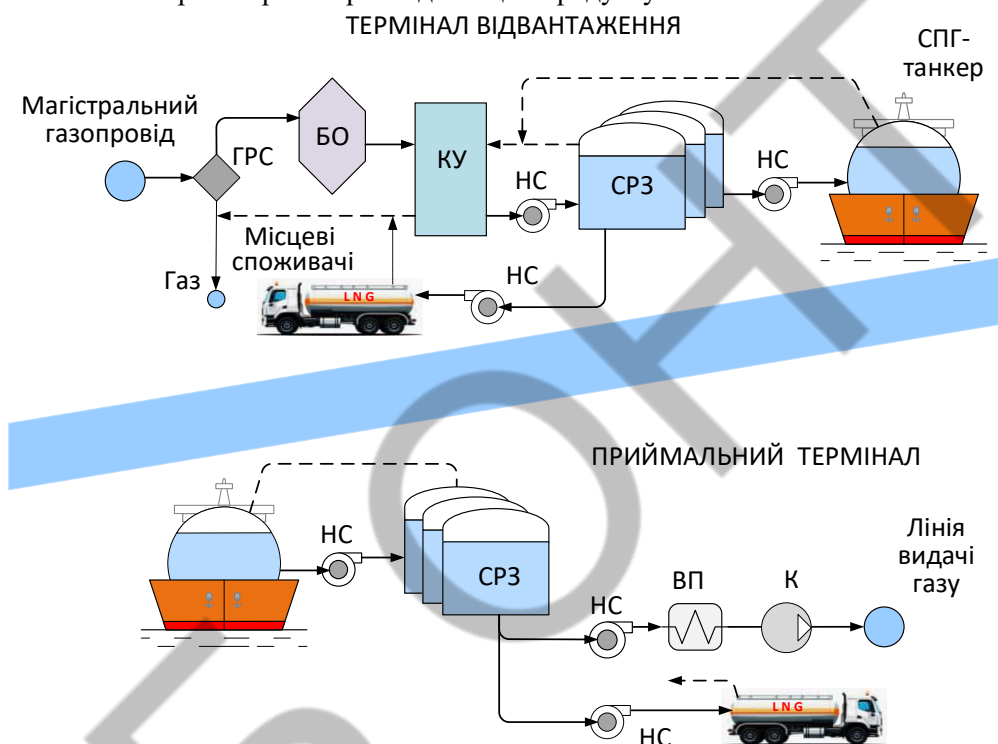 ТЕРМІНАЛ ВІДВАНТАЖЕННЯ
СПГ-
танкер
Магістральний
газопровід
ГРС
БО
КУ
НС
СРЗ
НС
Місцеві
споживачі
Газ
LNG
НС
ПРИЙМАЛЬНИЙ ТЕРМІНАЛ
НС
СРЗ
Лінія
видачі
газу
НС
ВП
К
LNG
НС